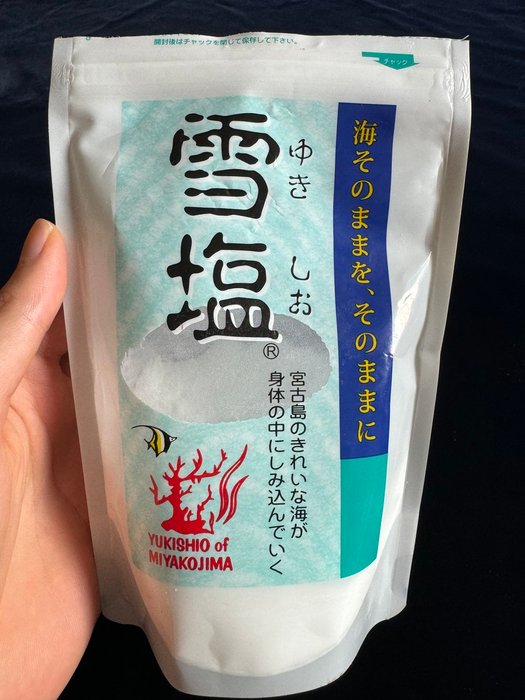 開封後はチャックを閉じて保存して下さい。
チャック
海そのままを、そのままに
雪塩
ゆき しお
®
宮古島のきれいな海が
身体の中にしみ込んでいく
YUKISHIO of
MIYAKOJIMA